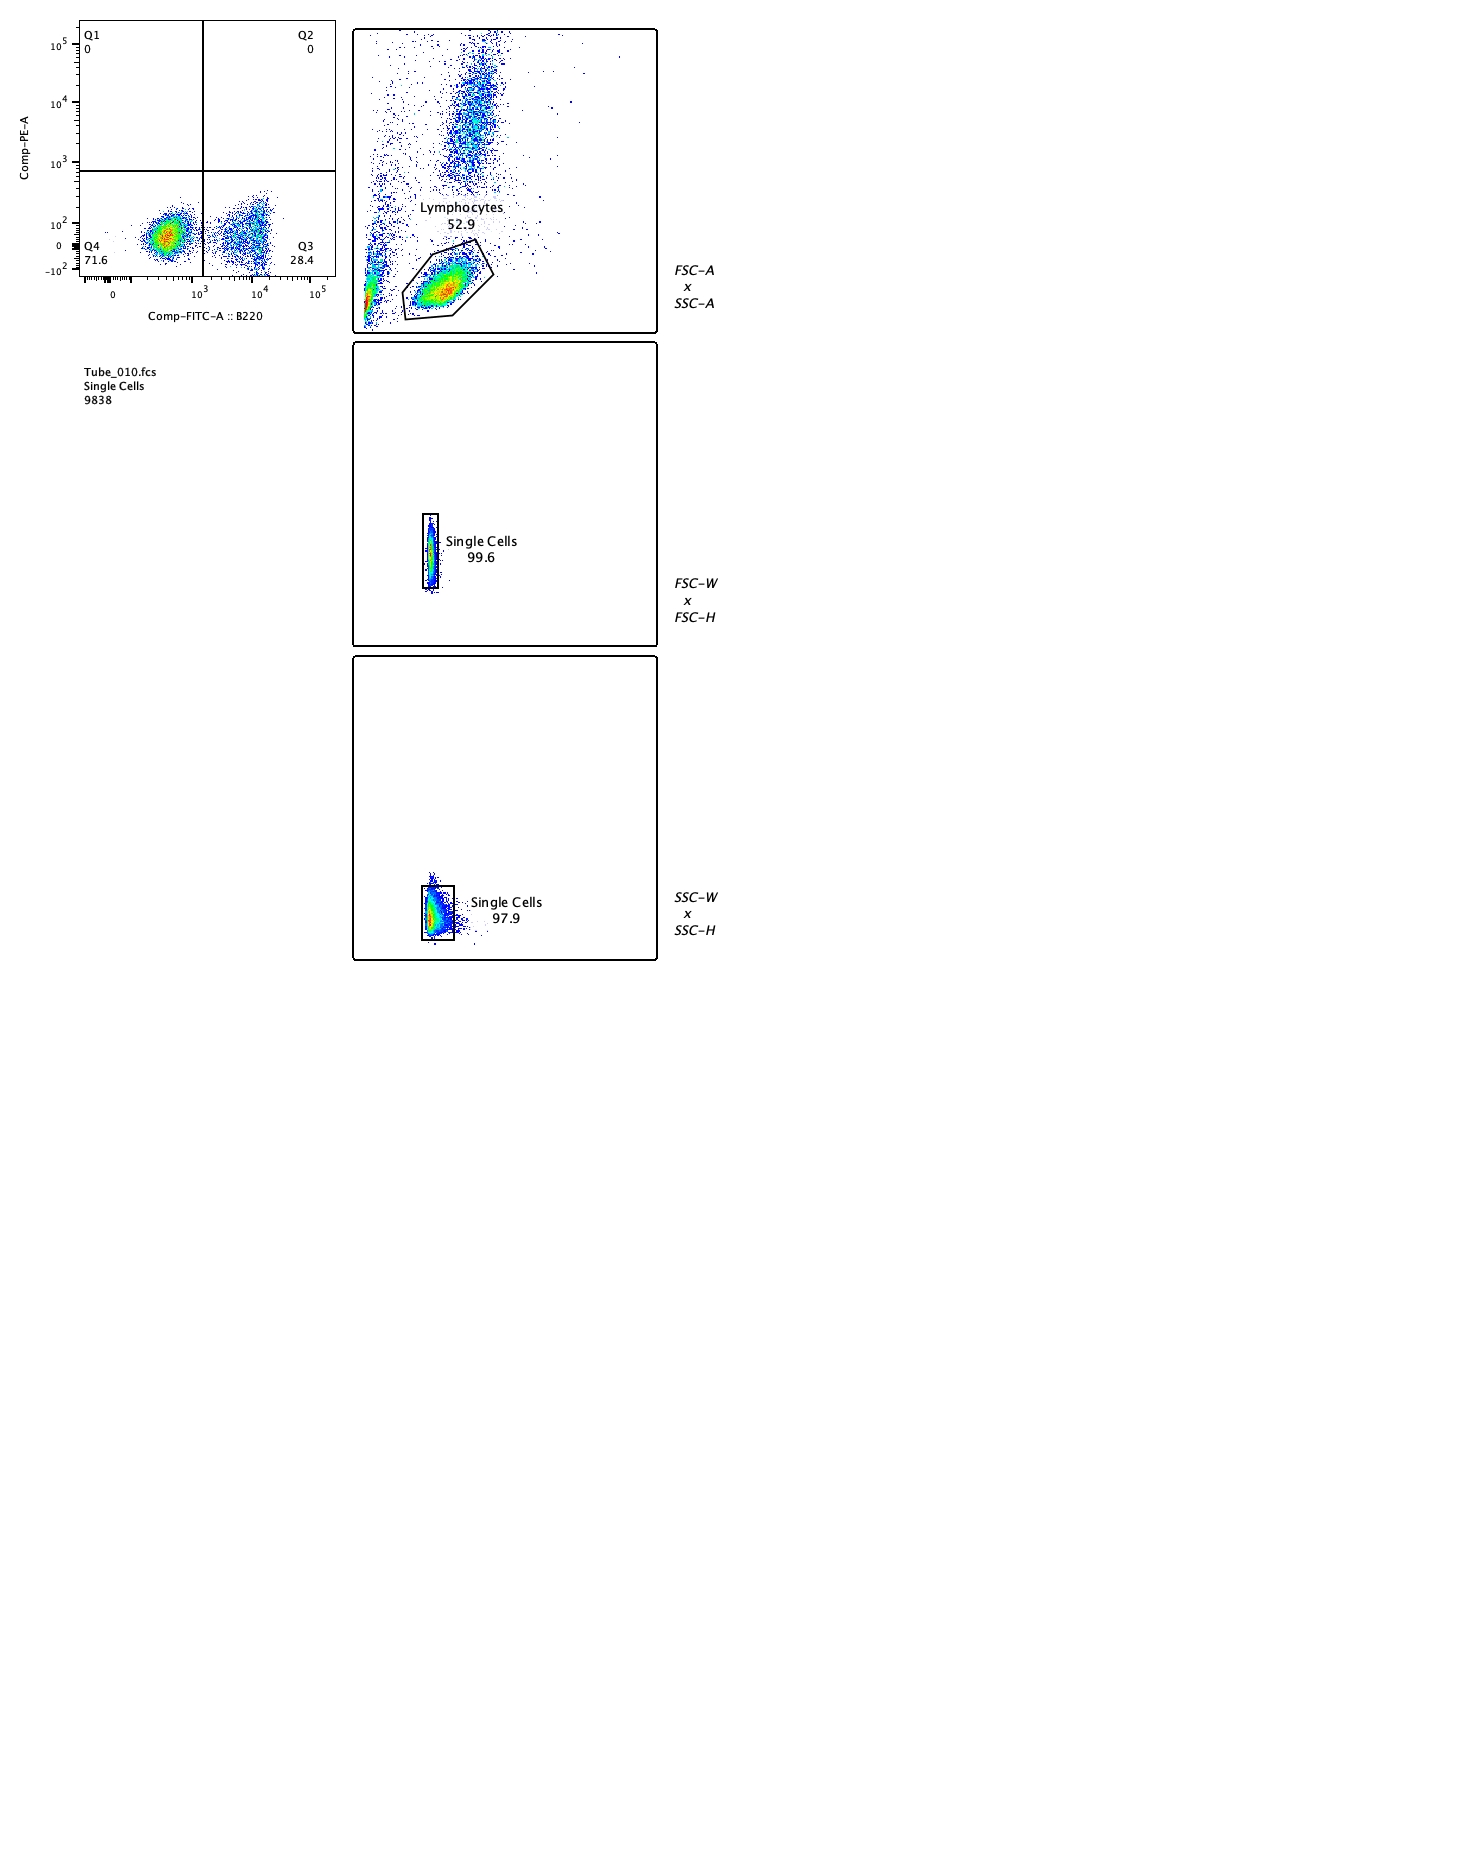 Q1
0
Q2
0
10^5
10^4
10^3
10^2
0
-10^2
Comp-PE-A
Q4
71.6
Q3
28.4
0
10^3
10^4
10^5
Comp-FITC-A :: B220
Tube_010.fcs
Single Cells
9838
Lymphocytes
52.9
FSC-A
x
SSC-A
Single Cells
99.6
FSC-W
x
FSC-H
Single Cells
97.9
SSC-W
x
SSC-H